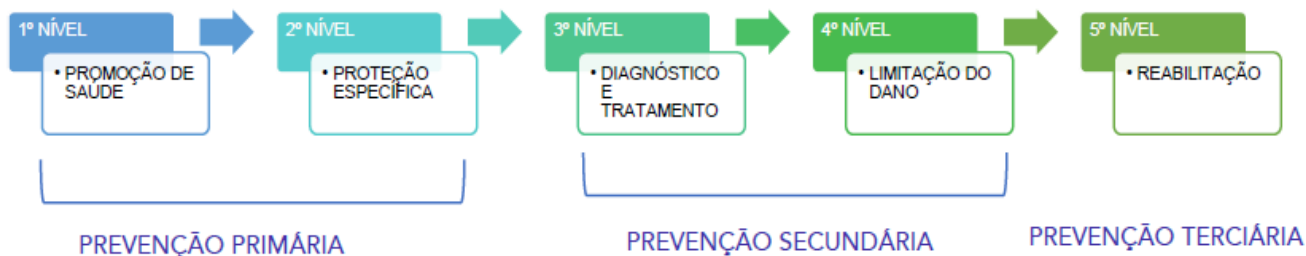 1º NÍVEL
• PROMOÇÃO DE
SAÚDE
2º NÍVEL
• PROTEÇÃO
ESPECÍFICA
3º NÍVEL
• DIAGNÓSTICO
E
TRATAMENTO
4º NÍVEL
• LIMITAÇÃO DO
DANO
5º NÍVEL
• REABILITAÇÃO
PREVENÇÃO PRIMÁRIA
PREVENÇÃO SECUNDÁRIA
PREVENÇÃO TERCIÁRIA